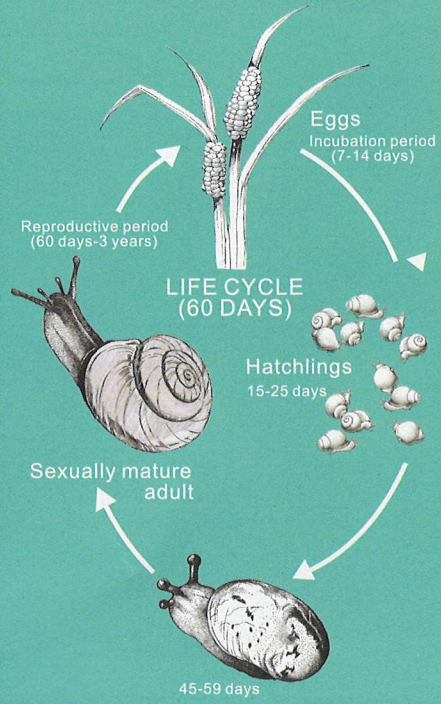 Eggs
Incubation period
(7-14 days)
Reproductive period
(60 days-3 years)
LIFE CYCLE
(60 DAYS)
Hatchlings
15-25 days
Sexually mature
adult
45-59 days